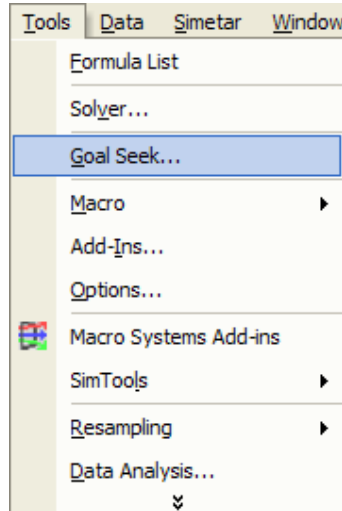 Tools Data Simetar Window
Formula List
Solver...
Goal Seek...
Macro
Add-Ins...
Options...
Macro Systems Add-ins
SimTools
Resampling
Data Analysis...